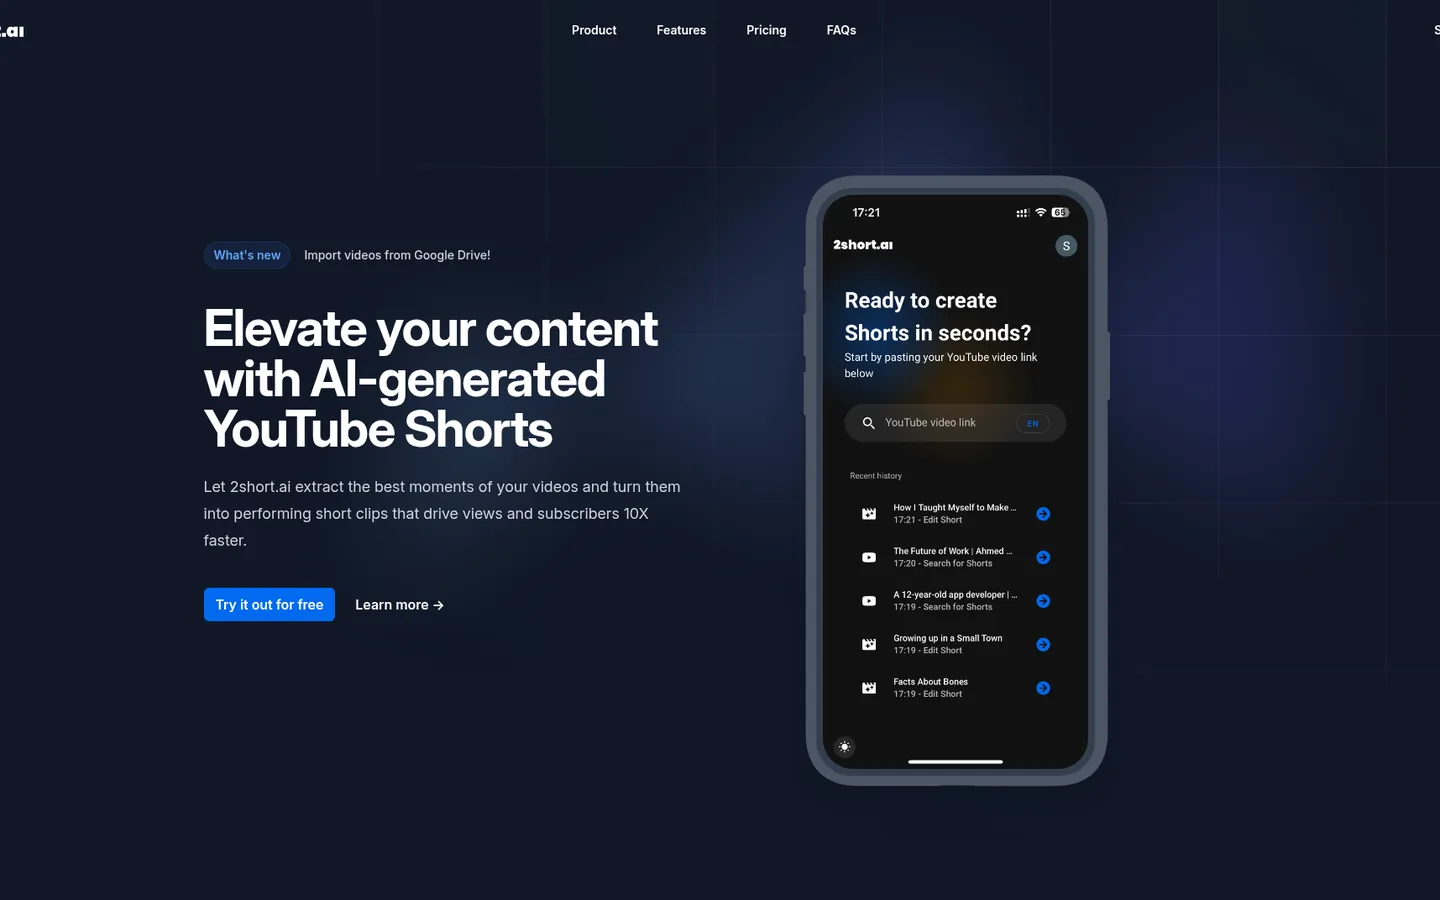 t.ai
Product
Features
Pricing
FAQs
S
What's new
Import videos from Google Drive!
Elevate your content
with AI-generated
YouTube Shorts
Let 2short.ai extract the best moments of your videos and turn them
into performing short clips that drive views and subscribers 10X
faster.
Try it out for free
Learn more →
17:21
65
2short.ai
S
Ready to create
Shorts in seconds?
Start by pasting your YouTube video link
below
YouTube video link
EN
Recent history
How I Taught Myself to Make ...
17:21 - Edit Short
The Future of Work | Ahmed ...
17:20 - Search for Shorts
A 12-year-old app developer | ...
17:19 - Search for Shorts
Growing up in a Small Town
17:19 - Edit Short
Facts About Bones
17:19 - Edit Short